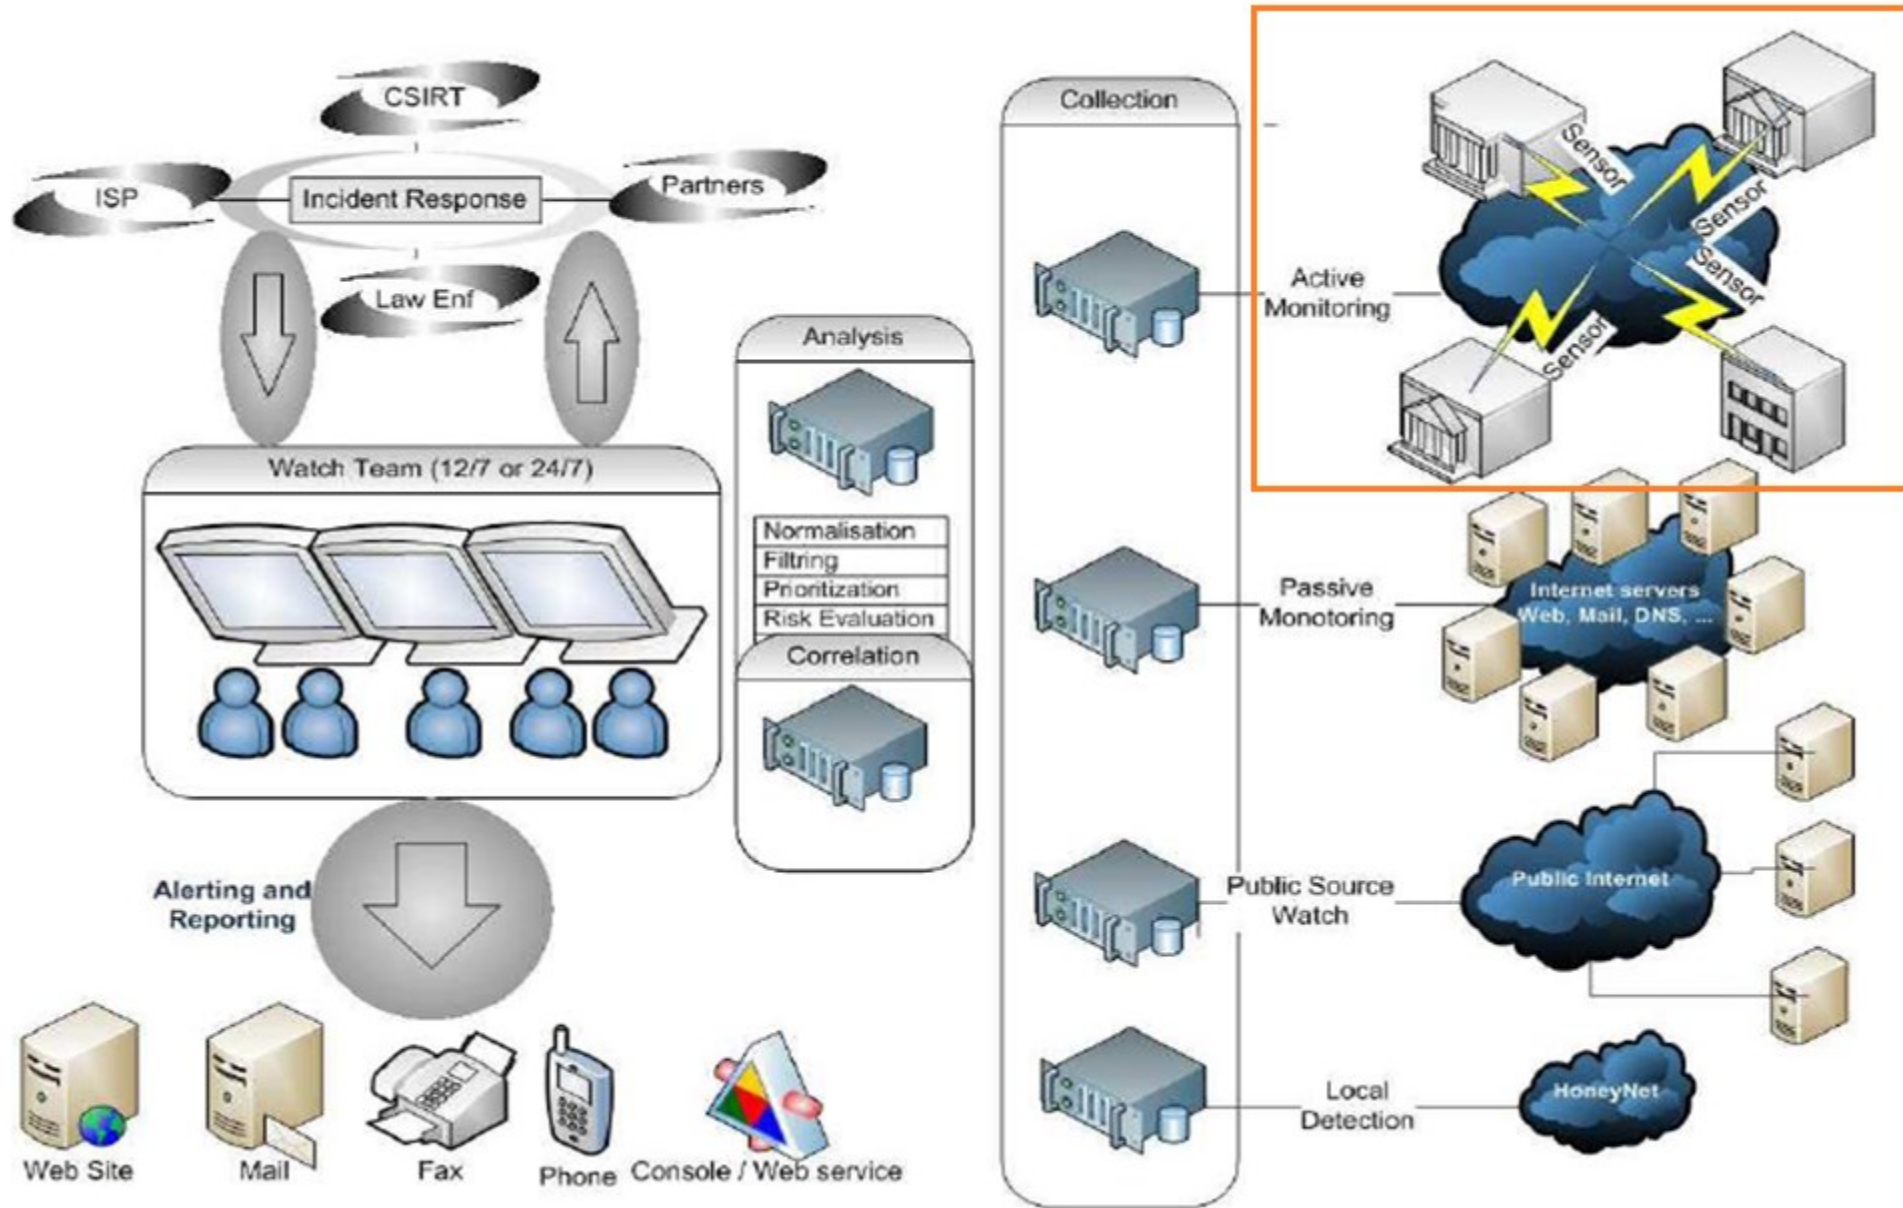 CSIRT
ISP
Incident Response
Partners
Law Enf
Watch Team (12/7 or 24/7)
Alerting and
Reporting
Web Site
Mail
Fax
Phone
Console / Web service
Analysis
Normalisation
Filtring
Prioritization
Risk Evaluation
Correlation
Collection
Active
Monitoring
Sensor
Sensor
Sensor
Sensor
Passive
Monotoring
Internet servers
Web, Mail, DNS, ...
Public Source
Watch
Public Internet
Local
Detection
HoneyNet